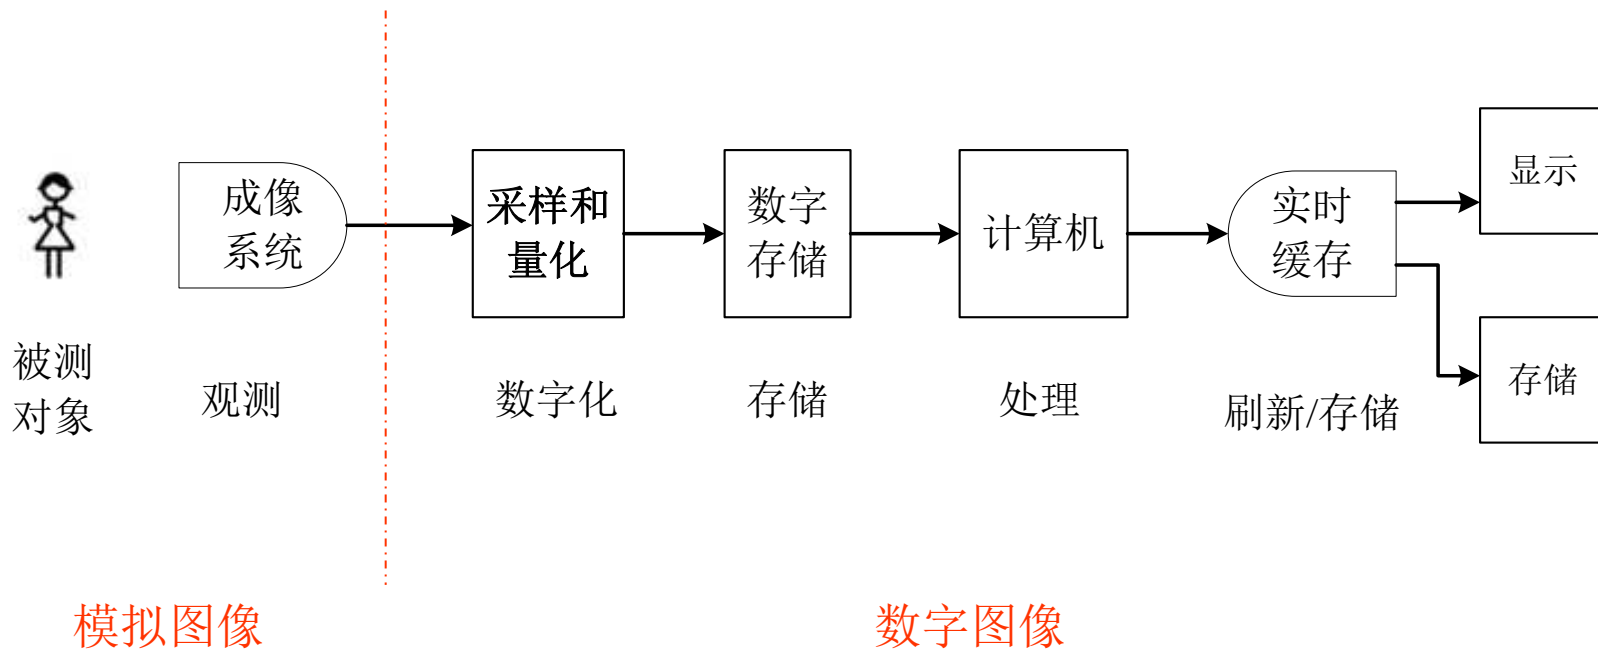 成像
系统
采样和
量化
数字
存储
计算机
实时
缓存
显示
存储
被测
对象
观测
数字化
存储
处理
刷新/存储
模拟图像
数字图像